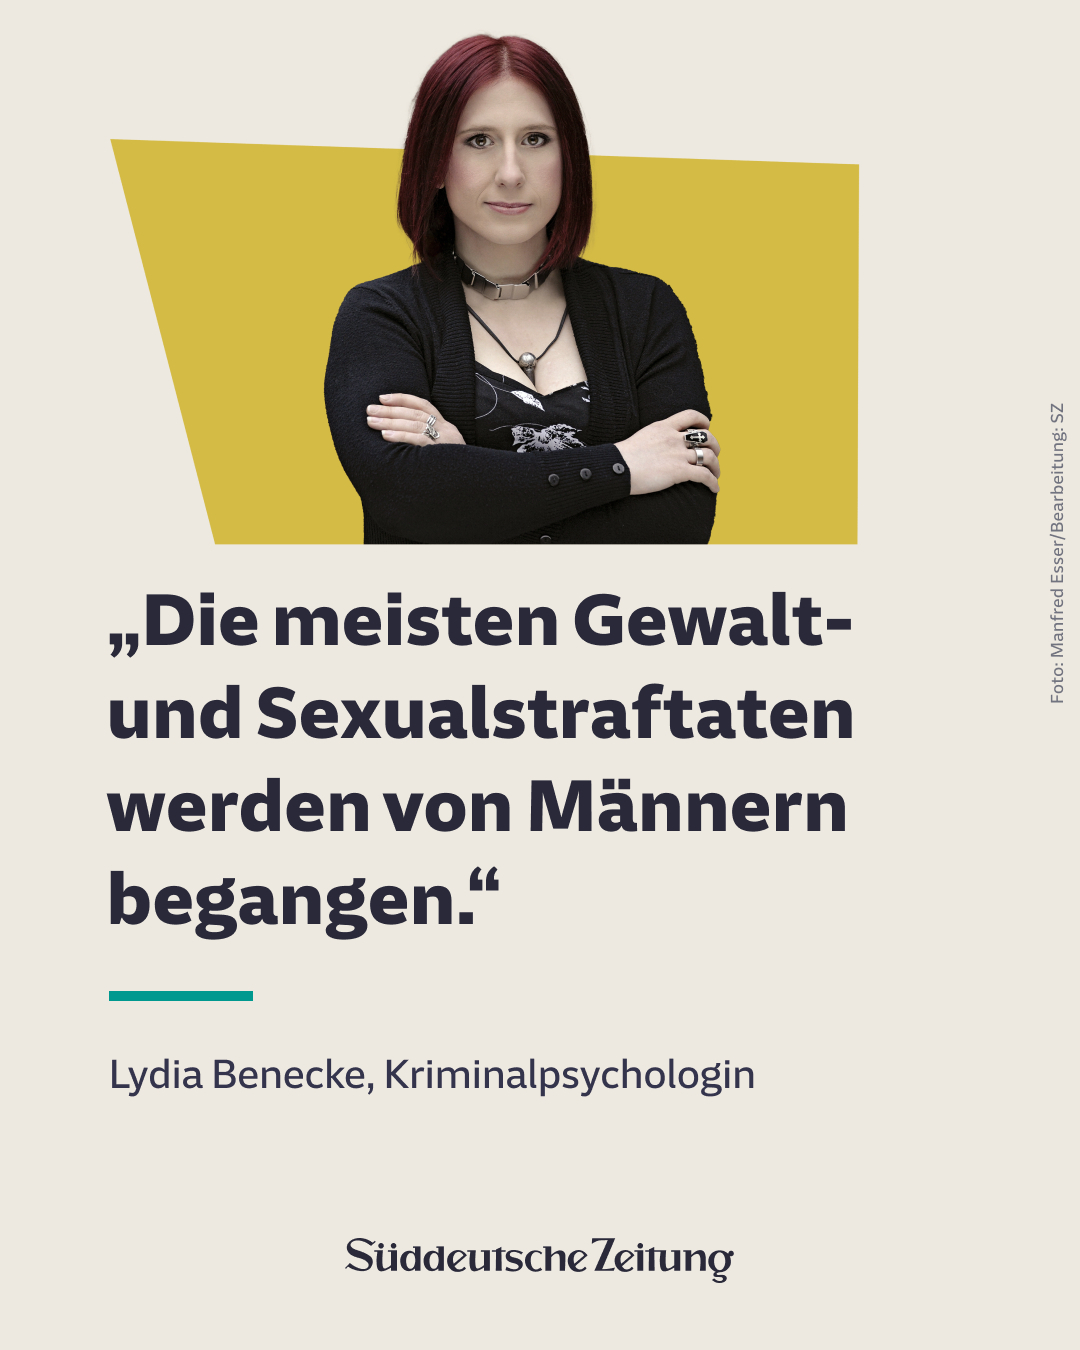 „Die meisten Gewalt-
und Sexualstraftaten
werden von Männern
begangen.“
Lydia Benecke, Kriminalpsychologin
Süddeutsche Zeitung
Foto: Manfred Esser/Bearbeitung: SZ